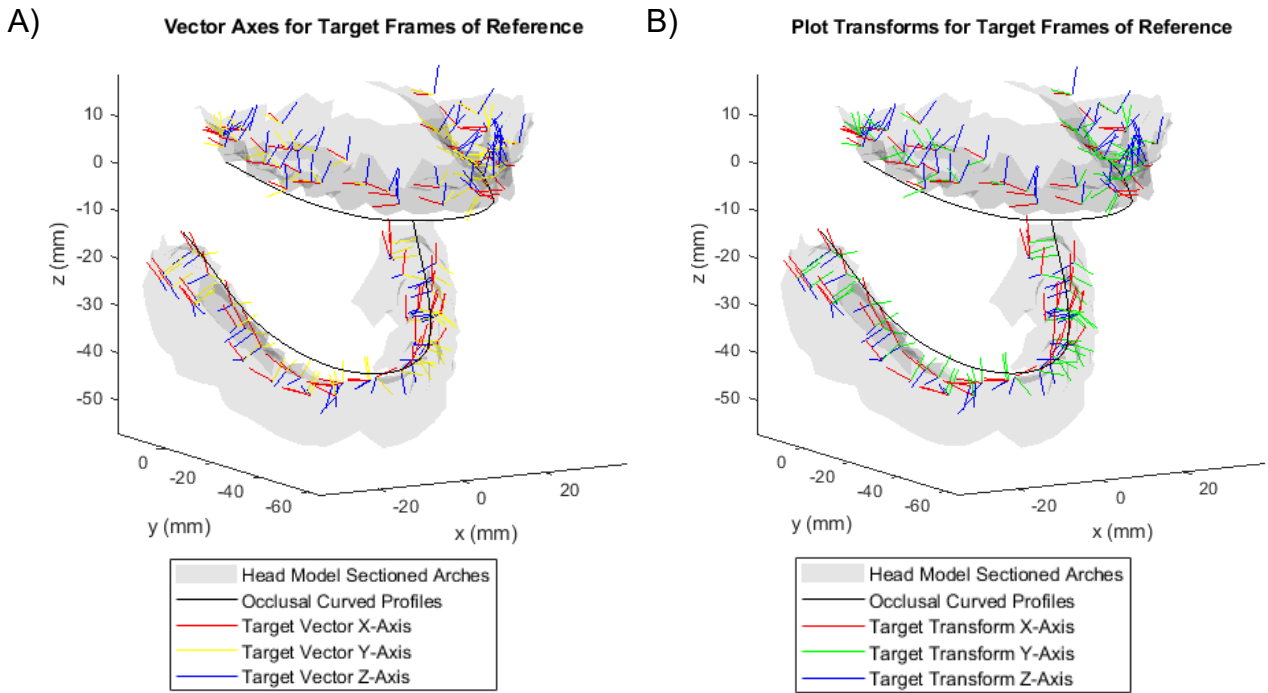 A)
Vector Axes for Target Frames of Reference
10
0
-10
-20
-30
-40
-50
z (mm)
0
-20
-40
-60
y (mm)
-20
0
20
x (mm)
Head Model Sectioned Arches
Occlusal Curved Profiles
Target Vector X-Axis
Target Vector Y-Axis
Target Vector Z-Axis
B)
Plot Transforms for Target Frames of Reference
10
0
-10
-20
-30
-40
-50
z (mm)
0
-20
-40
-60
y (mm)
-20
0
20
x (mm)
Head Model Sectioned Arches
Occlusal Curved Profiles
Target Transform X-Axis
Target Transform Y-Axis
Target Transform Z-Axis